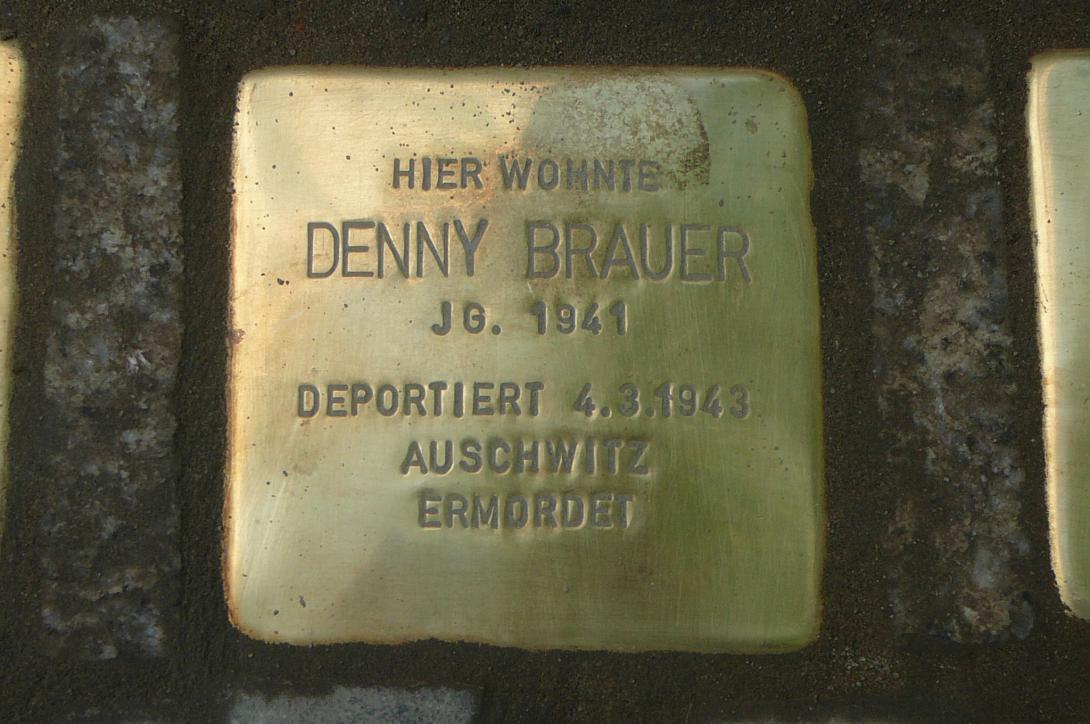 HIER WOHNTE
DENNY BRAUER
JG. 1941
DEPORTIERT 4.3.1943
AUSCHWITZ
ERMORDET